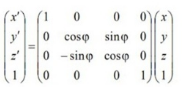 x' 1 0 0 0 x
y' 0 cosφ sinφ 0 y
z' = 0 −sinφ cosφ 0 z
1 0 0 0 1 1